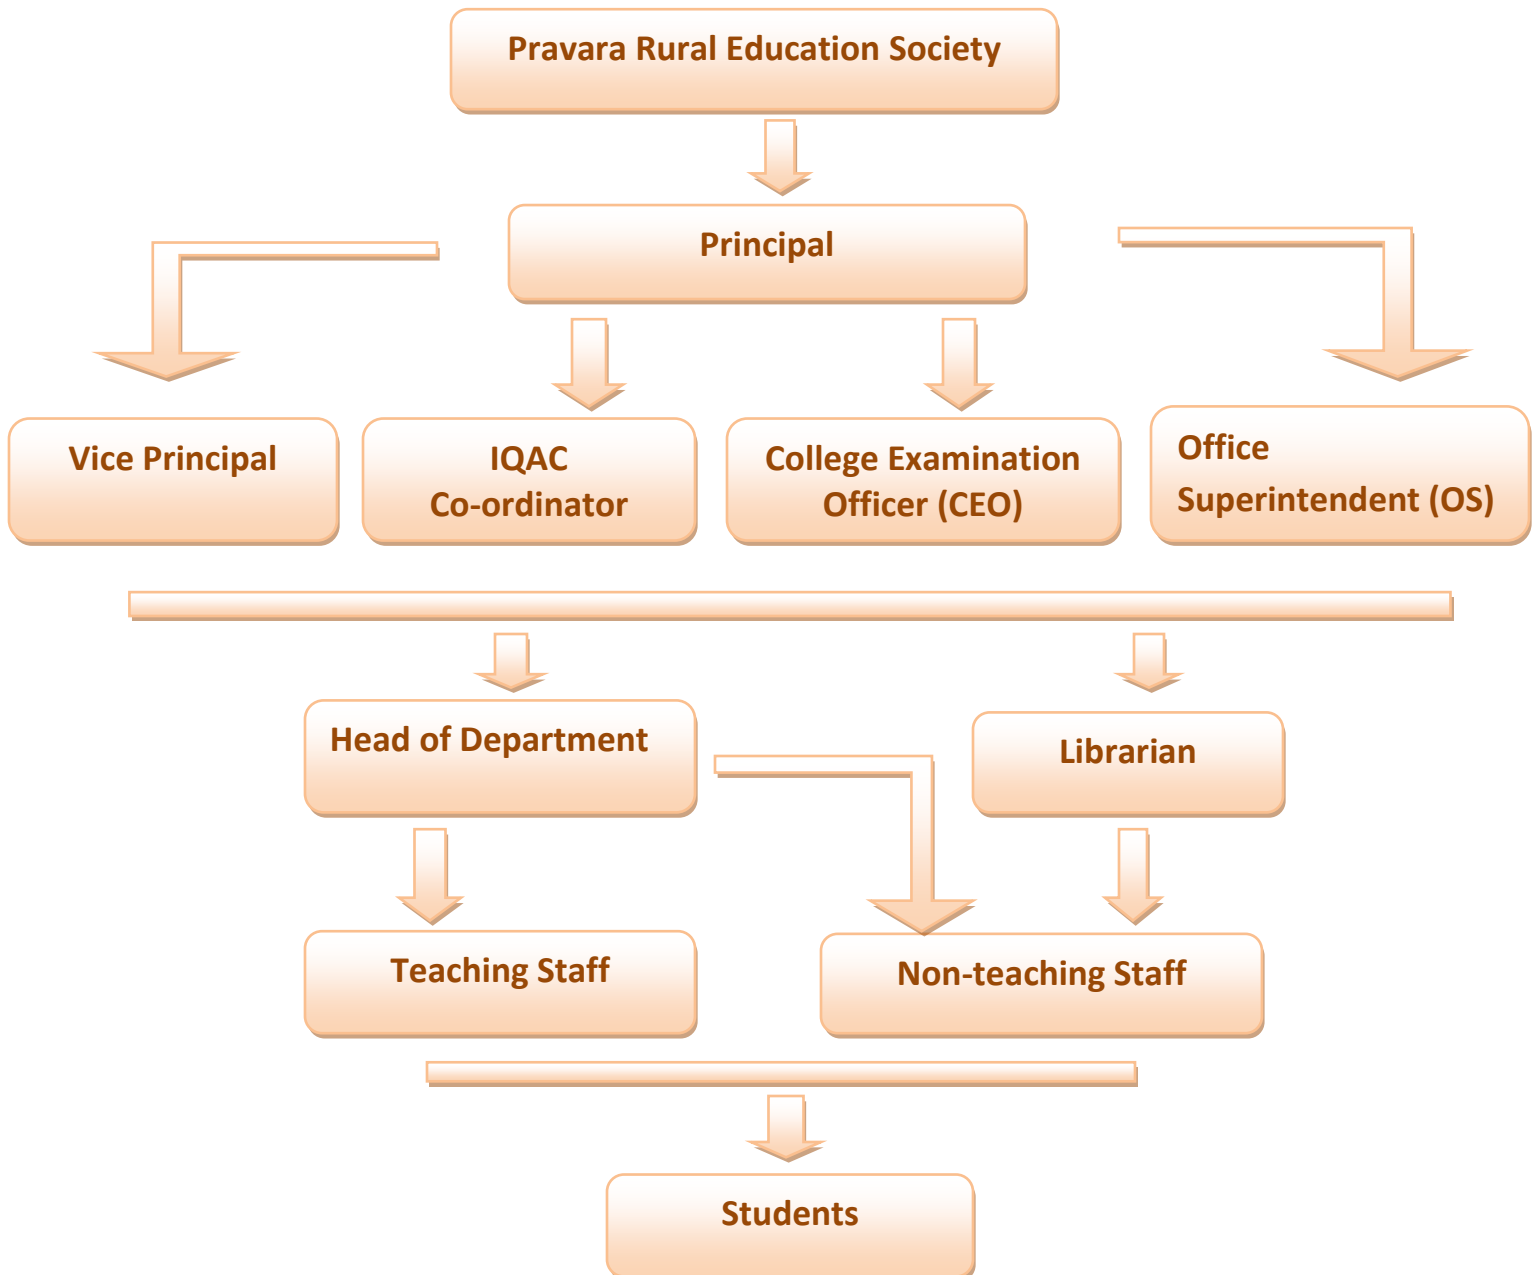 Pravara Rural Education Society
Principal
Vice Principal
IQAC
Co-ordinator
College Examination
Officer (CEO)
Office
Superintendent (OS)
Head of Department
Librarian
Teaching Staff
Non-teaching Staff
Students